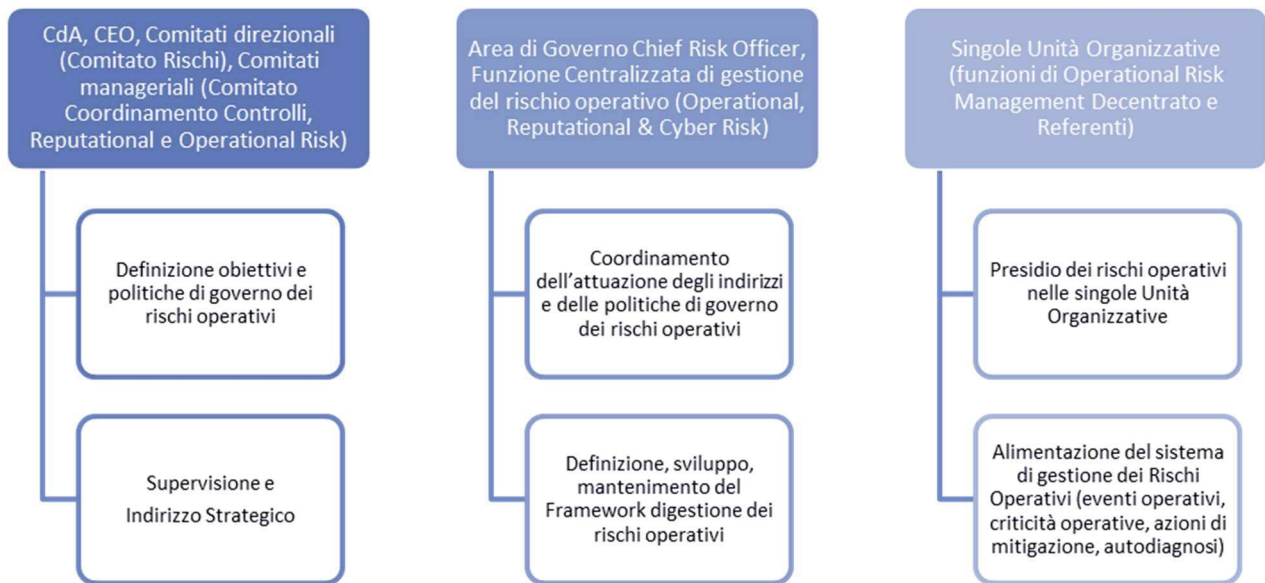 CdA, CEO, Comitati direzionali
(Comitato Rischi), Comitati
manageriali (Comitato
Coordinamento Controlli,
Reputational e Operational Risk)
Definizione obiettivi e
politiche di governo dei
rischi operativi
Supervisione e
Indirizzo Strategico
Area di Governo Chief Risk Officer,
Funzione Centralizzata di gestione
del rischio operativo (Operational,
Reputational & Cyber Risk)
Coordinamento
dell'attuazione degli indirizzi
e delle politiche di governo
dei rischi operativi
Definizione, sviluppo,
mantenimento del
Framework digestione dei
rischi operativi
Singole Unità Organizzative
(funzioni di Operational Risk
Management Decentrato e
Referenti)
Presidio dei rischi operativi
nelle singole Unità
Organizzative
Alimentazione del sistema
di gestione dei Rischi
Operativi (eventi operativi,
criticità operative, azioni di
mitigazione, autodiagnosi)